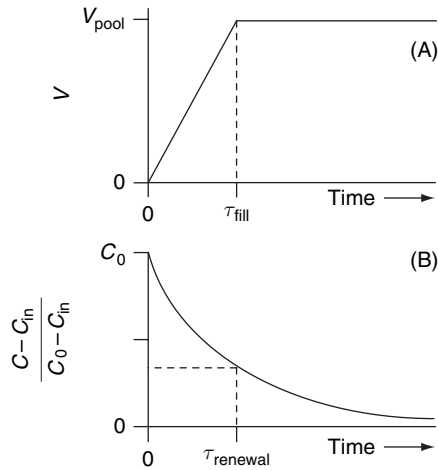 V_pool
(A)
V
0
Time
0
τ_fill
C_0
(B)
C – C_in
C_0 – C_in
0
Time
0
τ_renewal